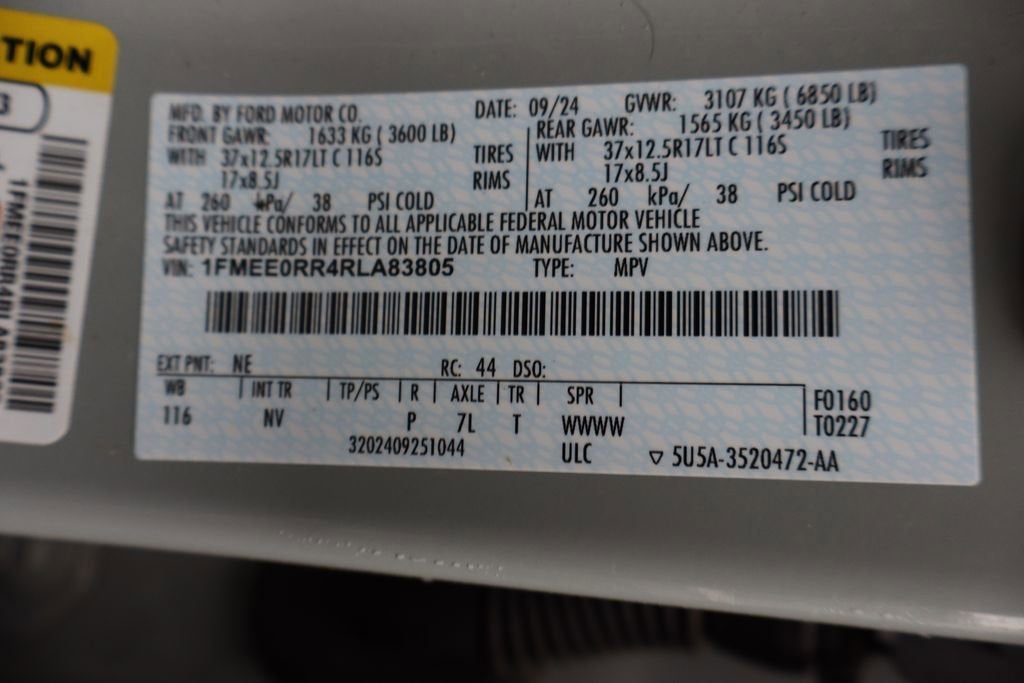 TION
3
1FMEE0RR4RLA83805
MFD. BY FORD MOTOR CO.
DATE: 09/24
GVWR: 3107 KG ( 6850 LB)
FRONT GAWR: 1633 KG ( 3600 LB)
REAR GAWR: 1565 KG ( 3450 LB)
WITH 37x12.5R17LT C 116S TIRES
WITH 37x12.5R17LT C 116S TIRES
17x8.5J RIMS
17x8.5J RIMS
AT 260 kPa/ 38 PSI COLD
AT 260 kPa/ 38 PSI COLD
THIS VEHICLE CONFORMS TO ALL APPLICABLE FEDERAL MOTOR VEHICLE
SAFETY STANDARDS IN EFFECT ON THE DATE OF MANUFACTURE SHOWN ABOVE.
VIN: 1FMEE0RR4RLA83805 TYPE: MPV
EXT PNT: NE RC: 44 DSO:
WB INT TR TP/PS R AXLE TR SPR F0160
116 NV P 7L T WWWW T0227
3202409251044 ULC ▽ 5U5A-3520472-AA